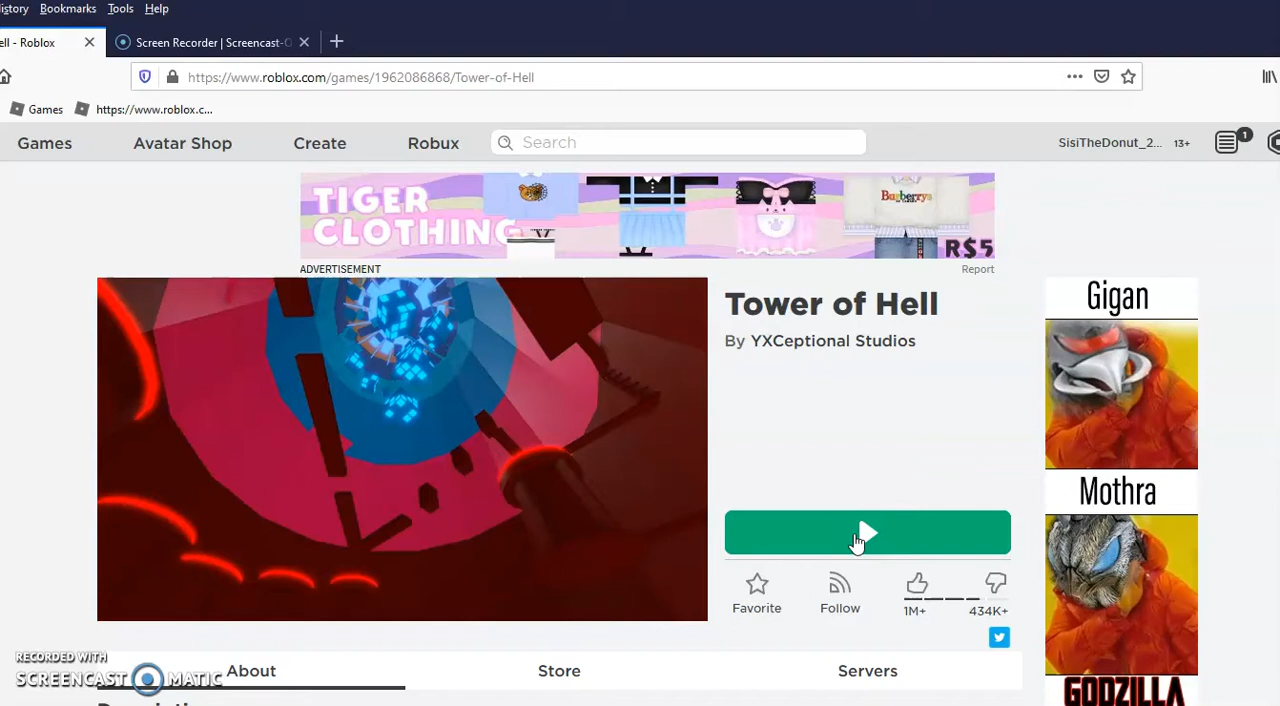 istory Bookmarks Tools Help
ell - Roblox
Screen Recorder | Screencast-O
https://www.roblox.com/games/1962086868/Tower-of-Hell
Games https://www.roblox.c...
Games Avatar Shop Create Robux Search SisiTheDonut_2... 13+ 1
TIGER
CLOTHING
Bugberrys
R$5
ADVERTISEMENT Report
Tower of Hell
By YXCeptional Studios
Favorite Follow 1M+ 434K+
Gigan
Mothra
GODZILLA
RECORDED WITH
SCREENCAST MATIC
About Store Servers